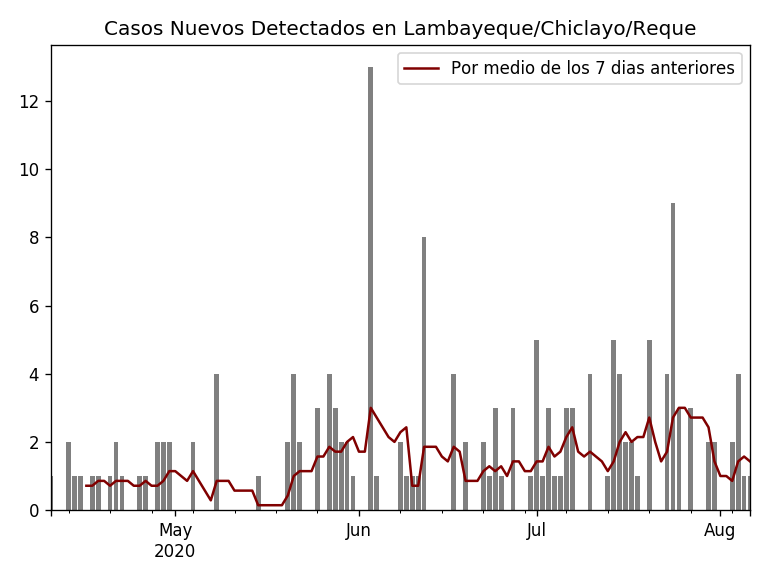 Casos Nuevos Detectados en Lambayeque/Chiclayo/Reque
Por medio de los 7 dias anteriores
12
10
8
6
4
2
0
May Jun Jul Aug
2020